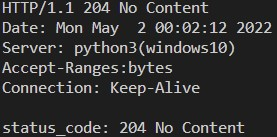 HTTP/1.1 204 No Content
Date: Mon May  2 00:02:12 2022
Server: python3(windows10)
Accept-Ranges:bytes
Connection: Keep-Alive

status_code: 204 No Content